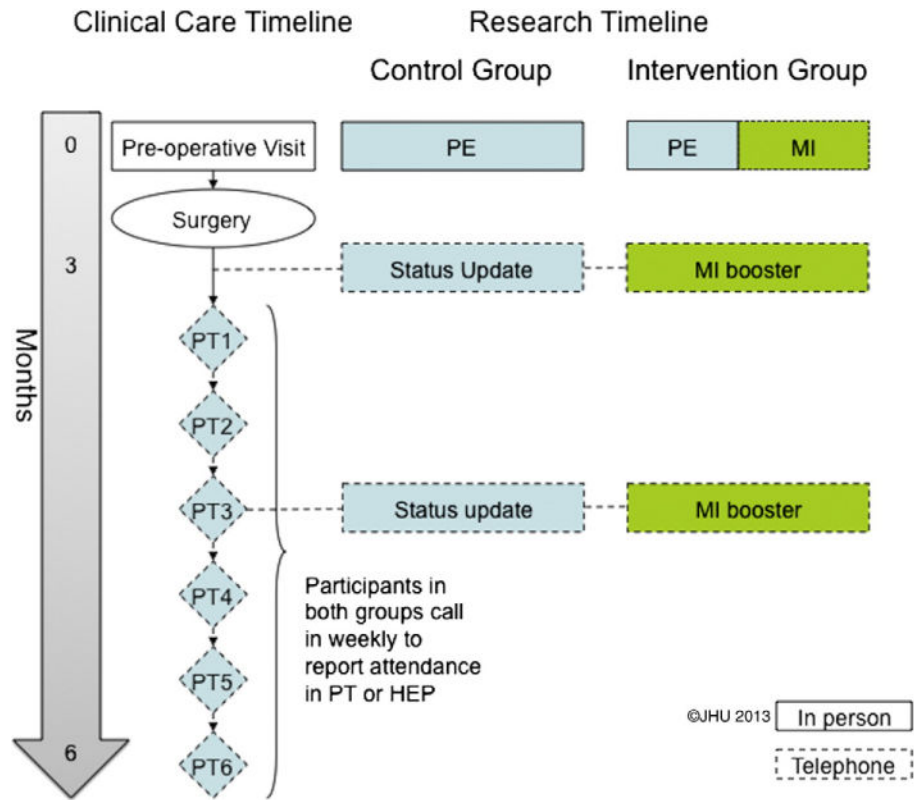 Clinical Care Timeline
Research Timeline
Control Group
Intervention Group
0
Pre-operative Visit
PE
PE
MI
Surgery
3
Status Update
MI booster
Months
PT1
PT2
PT3
Status update
MI booster
PT4
PT5
6
PT6
Participants in
both groups call
in weekly to
report attendance
in PT or HEP
©JHU 2013
In person
Telephone